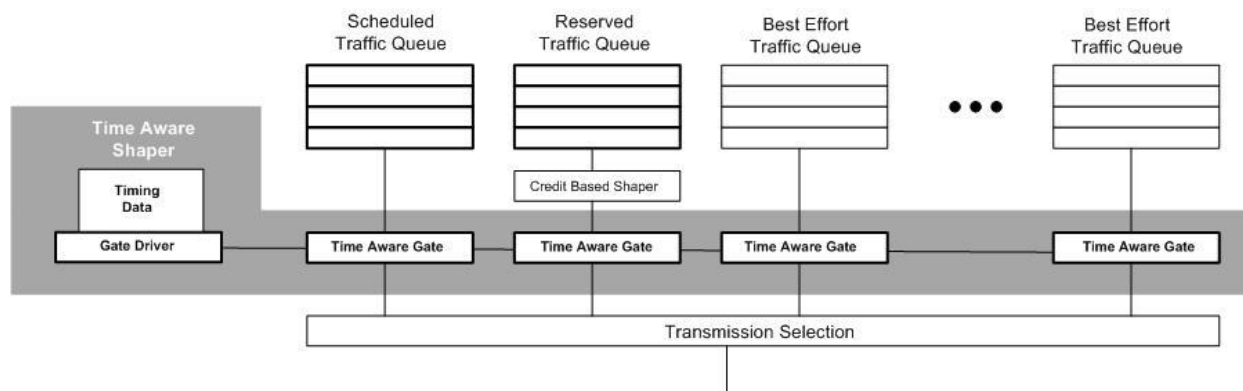 Scheduled
Traffic Queue
Reserved
Traffic Queue
Best Effort
Traffic Queue
Best Effort
Traffic Queue
Time Aware
Shaper
Timing
Data
Credit Based Shaper
Gate Driver
Time Aware Gate
Time Aware Gate
Time Aware Gate
Time Aware Gate
Transmission Selection